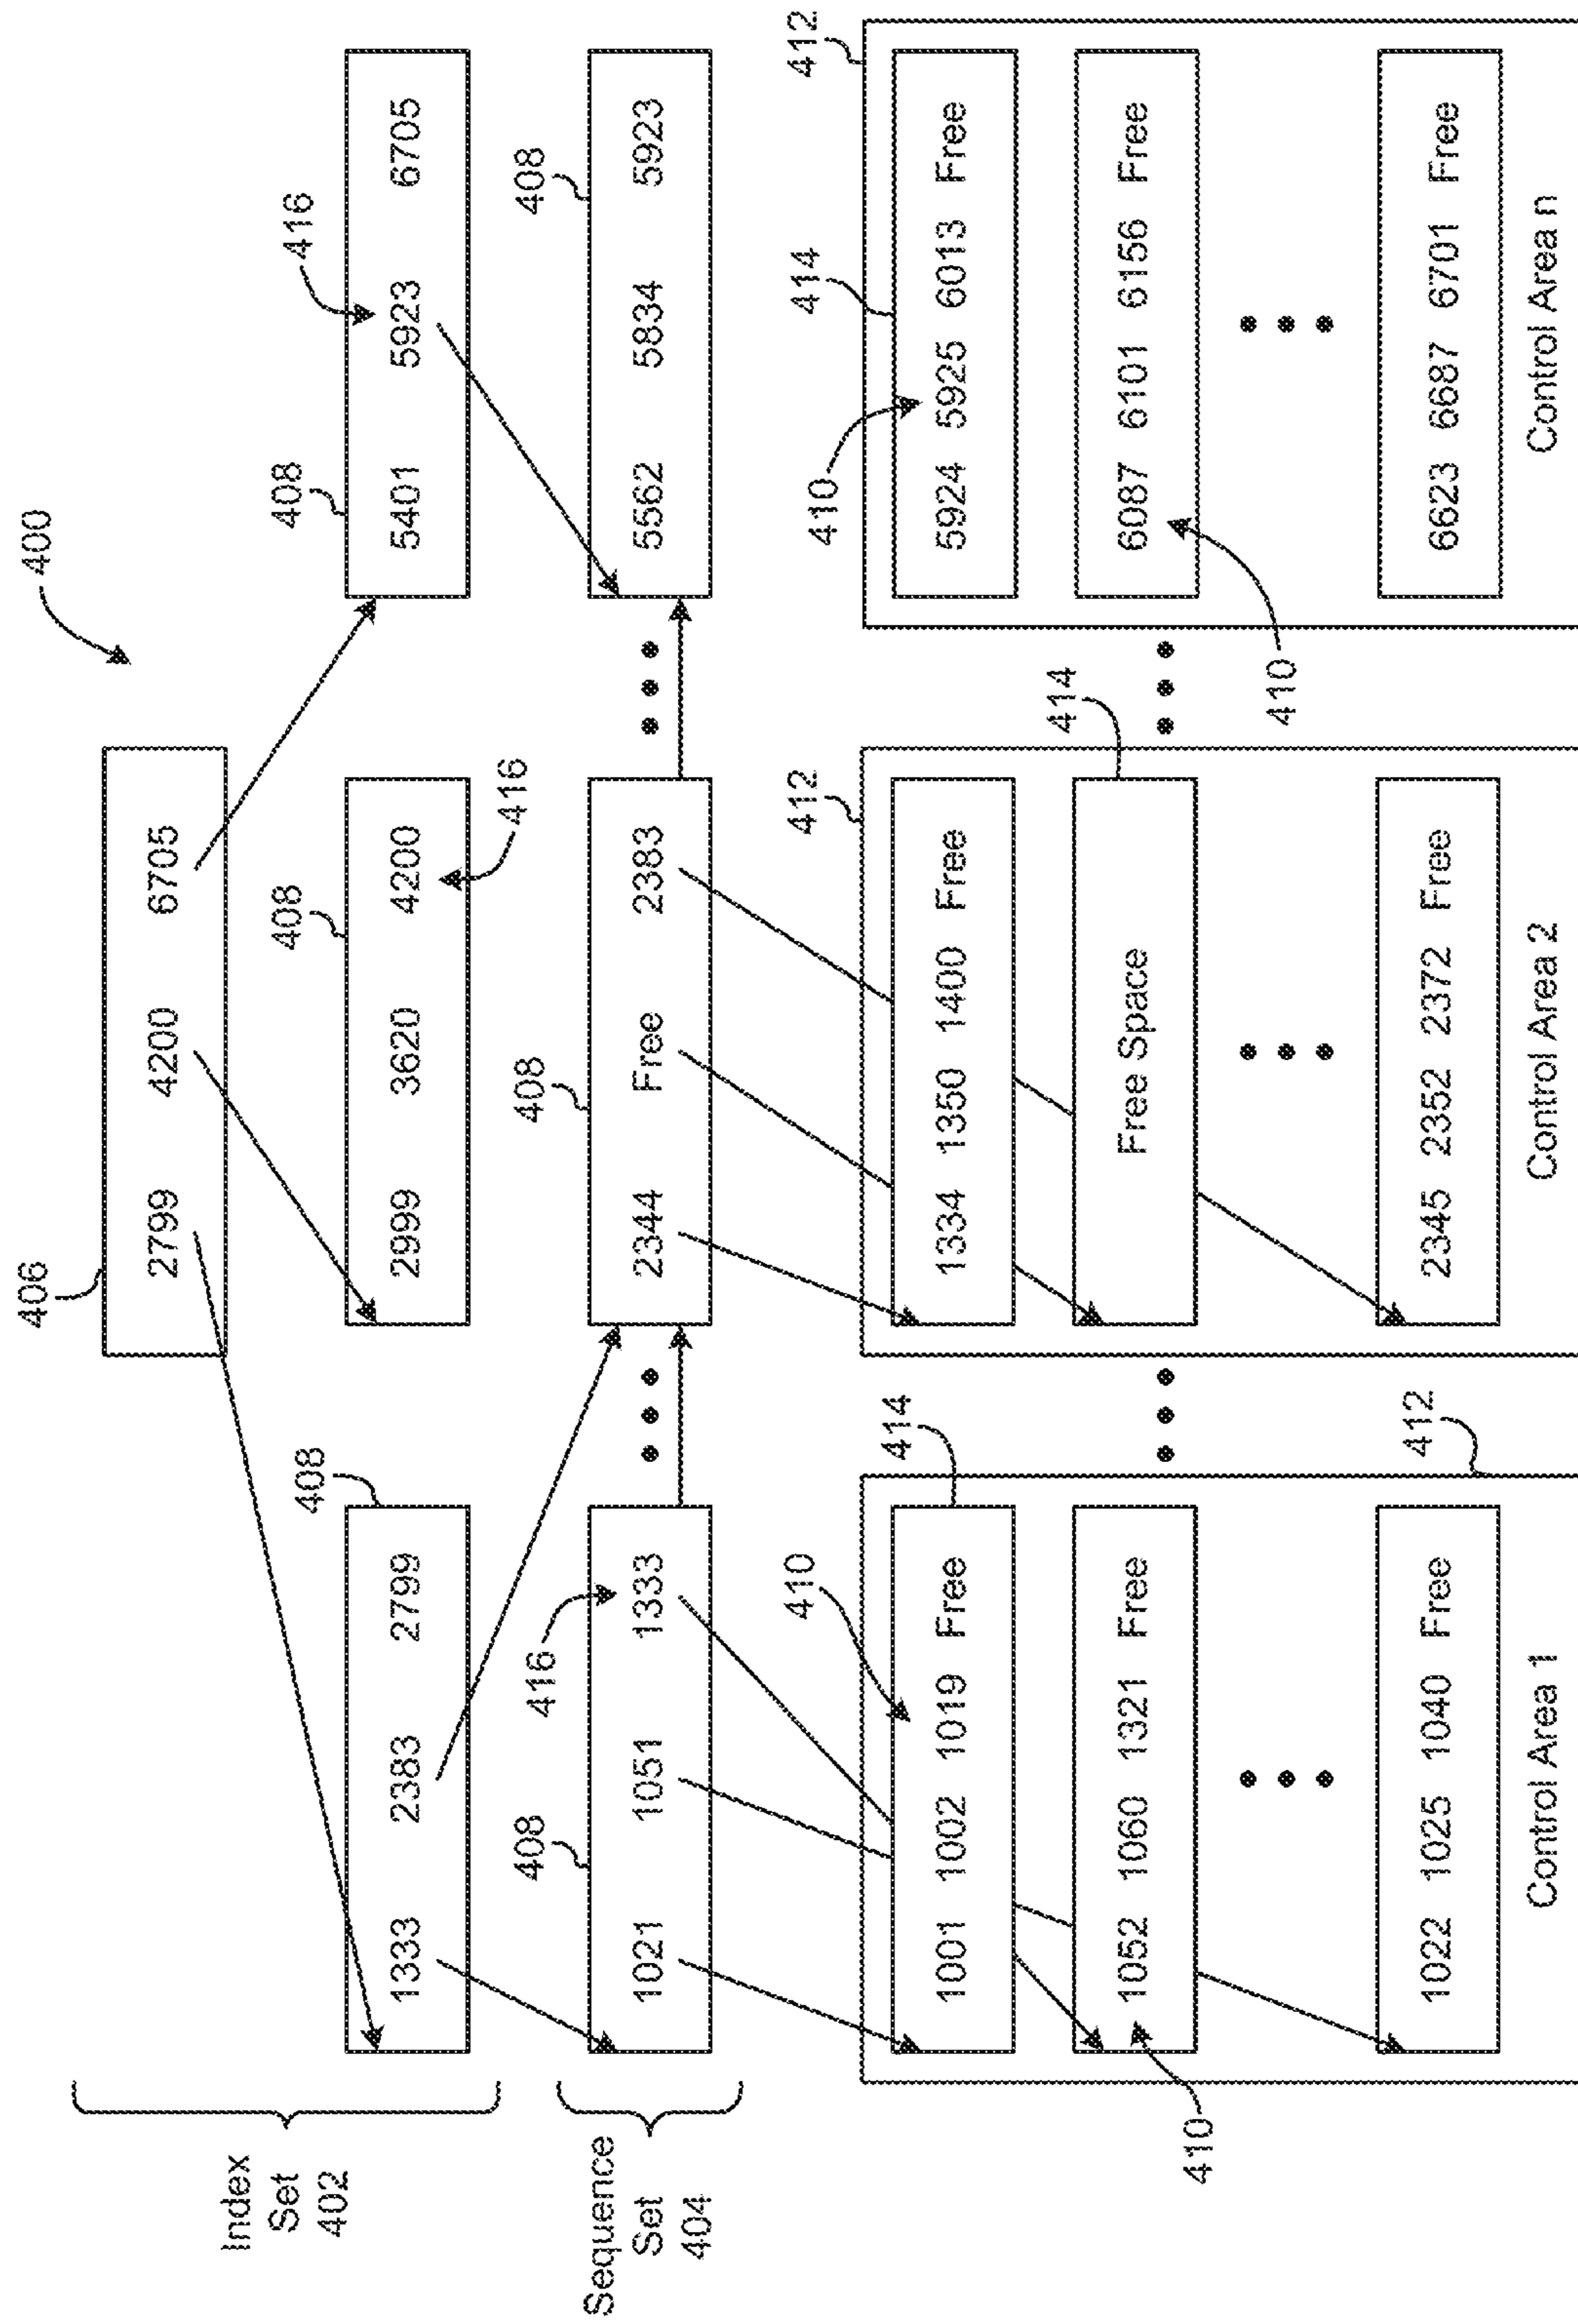 400
406
2799 4200 6705
Index
Set
402
408
1333 2383 2799
408
2999 3620 4200
416
408
5401 5923 6705
416
Sequence
Set
404
408
1021 1051 1333
416
408
2344 Free 2383
408
5562 5834 5923
410
414
1001 1002 1019 Free
410
1052 1060 1321 Free
1022 1025 1040 Free
Control Area 1
412
412
1334 1350 1400 Free
414
Free Space
2345 2352 2372 Free
Control Area 2
412
410
414
5924 5925 6013 Free
410
6087 6101 6156 Free
6623 6687 6701 Free
Control Area n